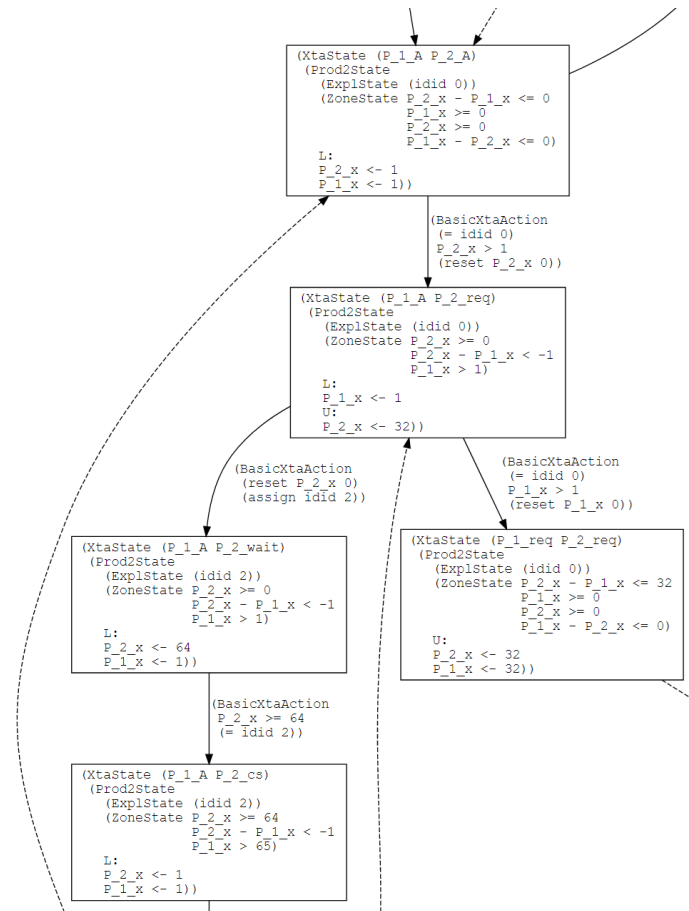 (XtaState (P_1_A P_2_A)
(Prod2State
(ExplState (idid 0))
(ZoneState P_2_x - P_1_x <= 0
P_1_x >= 0
P_2_x >= 0
P_1_x - P_2_x <= 0)
L:
P_2_x <- 1
P_1_x <- 1))
(BasicXtaAction
(= idid 0)
P_2_x > 1
(reset P_2_x 0))
(XtaState (P_1_A P_2_req)
(Prod2State
(ExplState (idid 0))
(ZoneState P_2_x >= 0
P_2_x - P_1_x < -1
P_1_x > 1)
L:
P_1_x <- 1
U:
P_2_x <- 32))
(BasicXtaAction
(reset P_2_x 0)
(assign idid 2))
(BasicXtaAction
(= idid 0)
P_1_x > 1
(reset P_1_x 0))
(XtaState (P_1_A P_2_wait)
(Prod2State
(ExplState (idid 2))
(ZoneState P_2_x >= 0
P_2_x - P_1_x < -1
P_1_x > 1)
L:
P_2_x <- 64
P_1_x <- 1))
(XtaState (P_1_req P_2_req)
(Prod2State
(ExplState (idid 0))
(ZoneState P_2_x - P_1_x <= 32
P_1_x >= 0
P_2_x >= 0
P_1_x - P_2_x <= 0)
U:
P_2_x <- 32
P_1_x <- 32))
(BasicXtaAction
P_2_x >= 64
(= idid 2))
(XtaState (P_1_A P_2_cs)
(Prod2State
(ExplState (idid 2))
(ZoneState P_2_x >= 64
P_2_x - P_1_x < -1
P_1_x > 65)
L:
P_2_x <- 1
P_1_x <- 1))